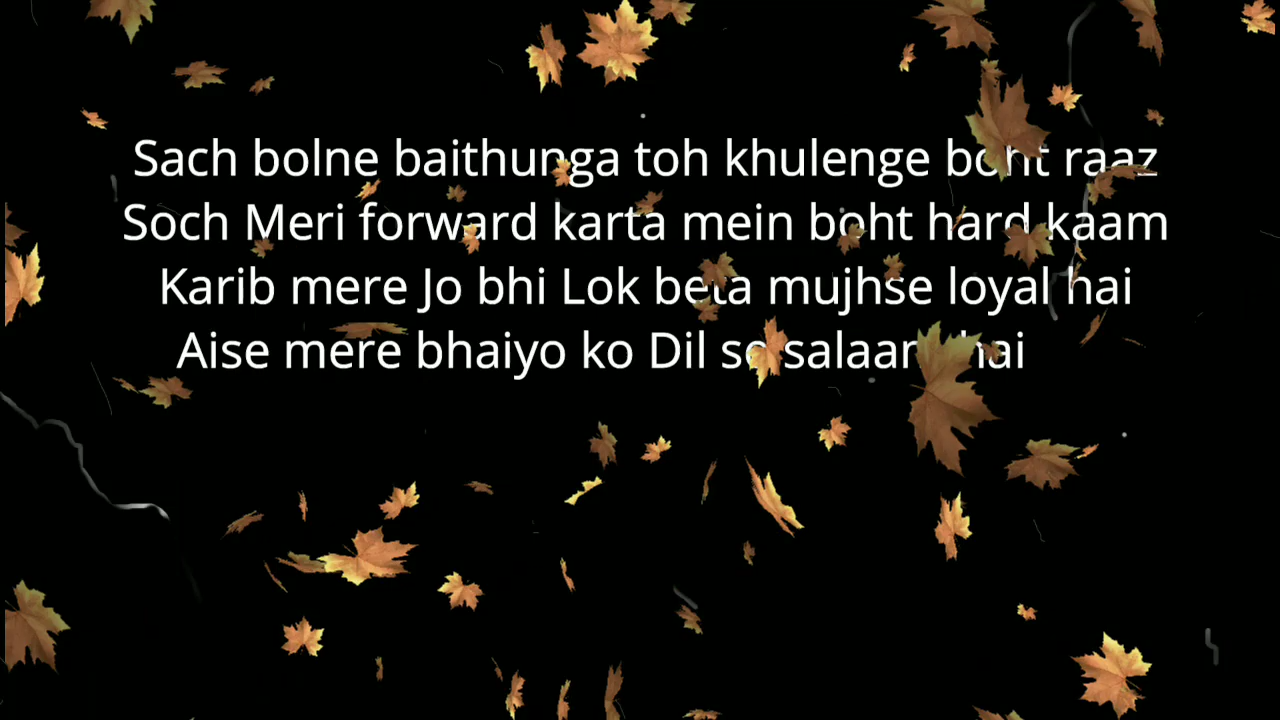 Sach bolne baithunga toh khulenge boht raaz
Soch Meri forward karta mein boht hard kaam
Karib mere Jo bhi Lok beta mujhse loyal hai
Aise mere bhaiyo ko Dil se salaam hai